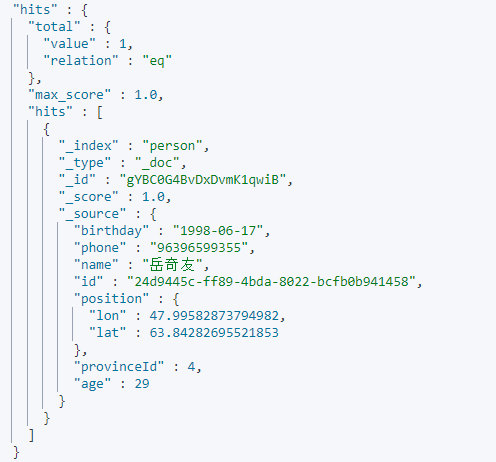 "hits" : {
"total" : {
"value" : 1,
"relation" : "eq"
},
"max_score" : 1.0,
"hits" : [
{
"_index" : "person",
"_type" : "_doc",
"_id" : "gYBC0G4BvDxDvmK1qwiB",
"_score" : 1.0,
"_source" : {
"birthday" : "1998-06-17",
"phone" : "96396599355",
"name" : "岳奇友",
"id" : "24d9445c-ff89-4bda-8022-bcfb0b941458",
"position" : {
"lon" : 47.99582873794982,
"lat" : 63.84282695521853
},
"provinceId" : 4,
"age" : 29
}
}
]
}